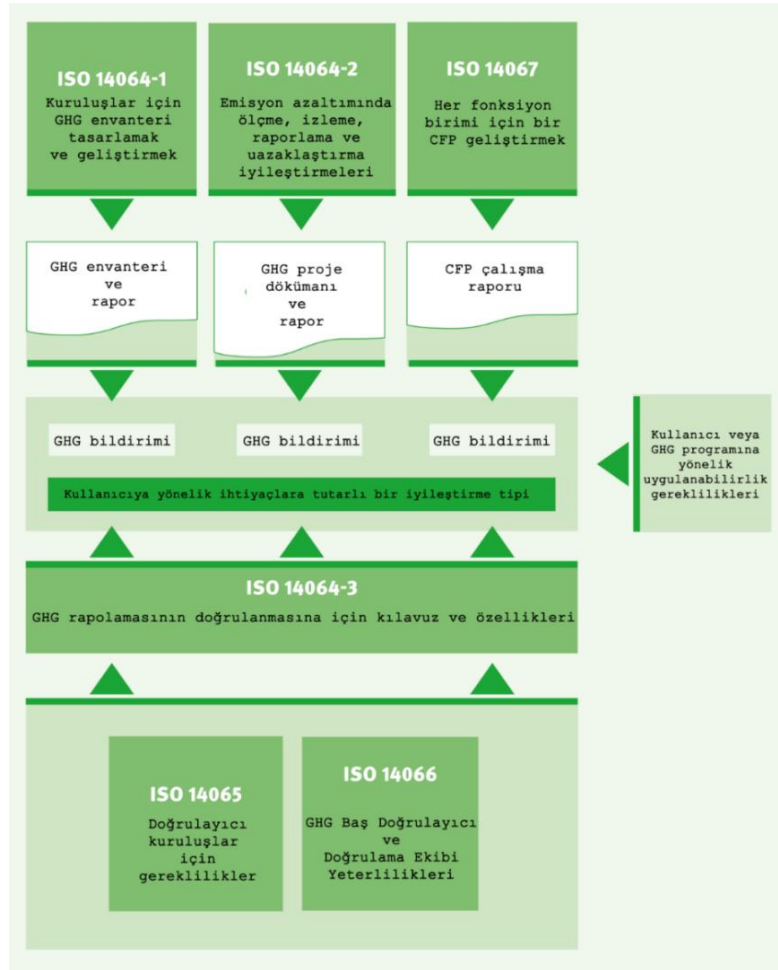 ISO 14064-1
Kuruluşlar için
GHG envanteri
tasarlamak
ve geliştirmek
ISO 14064-2
Emisyon azaltımında
ölçme, izleme,
raporlama ve
uazaklaştırma
iyileştirmeleri
ISO 14067
Her fonksiyon
birimi için bir
CFP geliştirmek
GHG envanteri
ve
rapor
GHG proje
dökümanı
ve
rapor
CFP çalışma
raporu
GHG bildirimi
GHG bildirimi
GHG bildirimi
Kullanıcıya yönelik ihtiyaçlara tutarlı bir iyileştirme tipi
Kullanıcı veya
GHG programına
yönelik
uygulanabilirlik
gereklilikleri
ISO 14064-3
GHG rapolamasının doğrulanmasına için kılavuz ve özellikleri
ISO 14065
Doğrulayıcı
kuruluşlar
için
gereklilikler
ISO 14066
GHG Baş Doğrulayıcı
ve
Doğrulama Ekibi
Yeterlilikleri